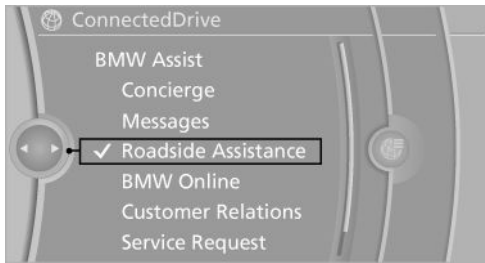 ConnectedDrive
BMW Assist
Concierge
Messages
Roadside Assistance
BMW Online
Customer Relations
Service Request